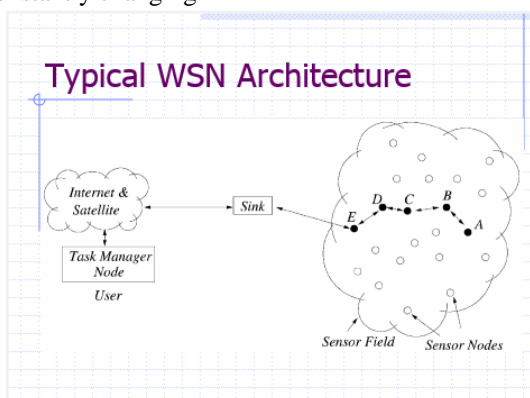 Typical WSN Architecture
Internet &
Satellite
Sink
Task Manager
Node
User
D
C
B
E
A
Sensor Field
Sensor Nodes